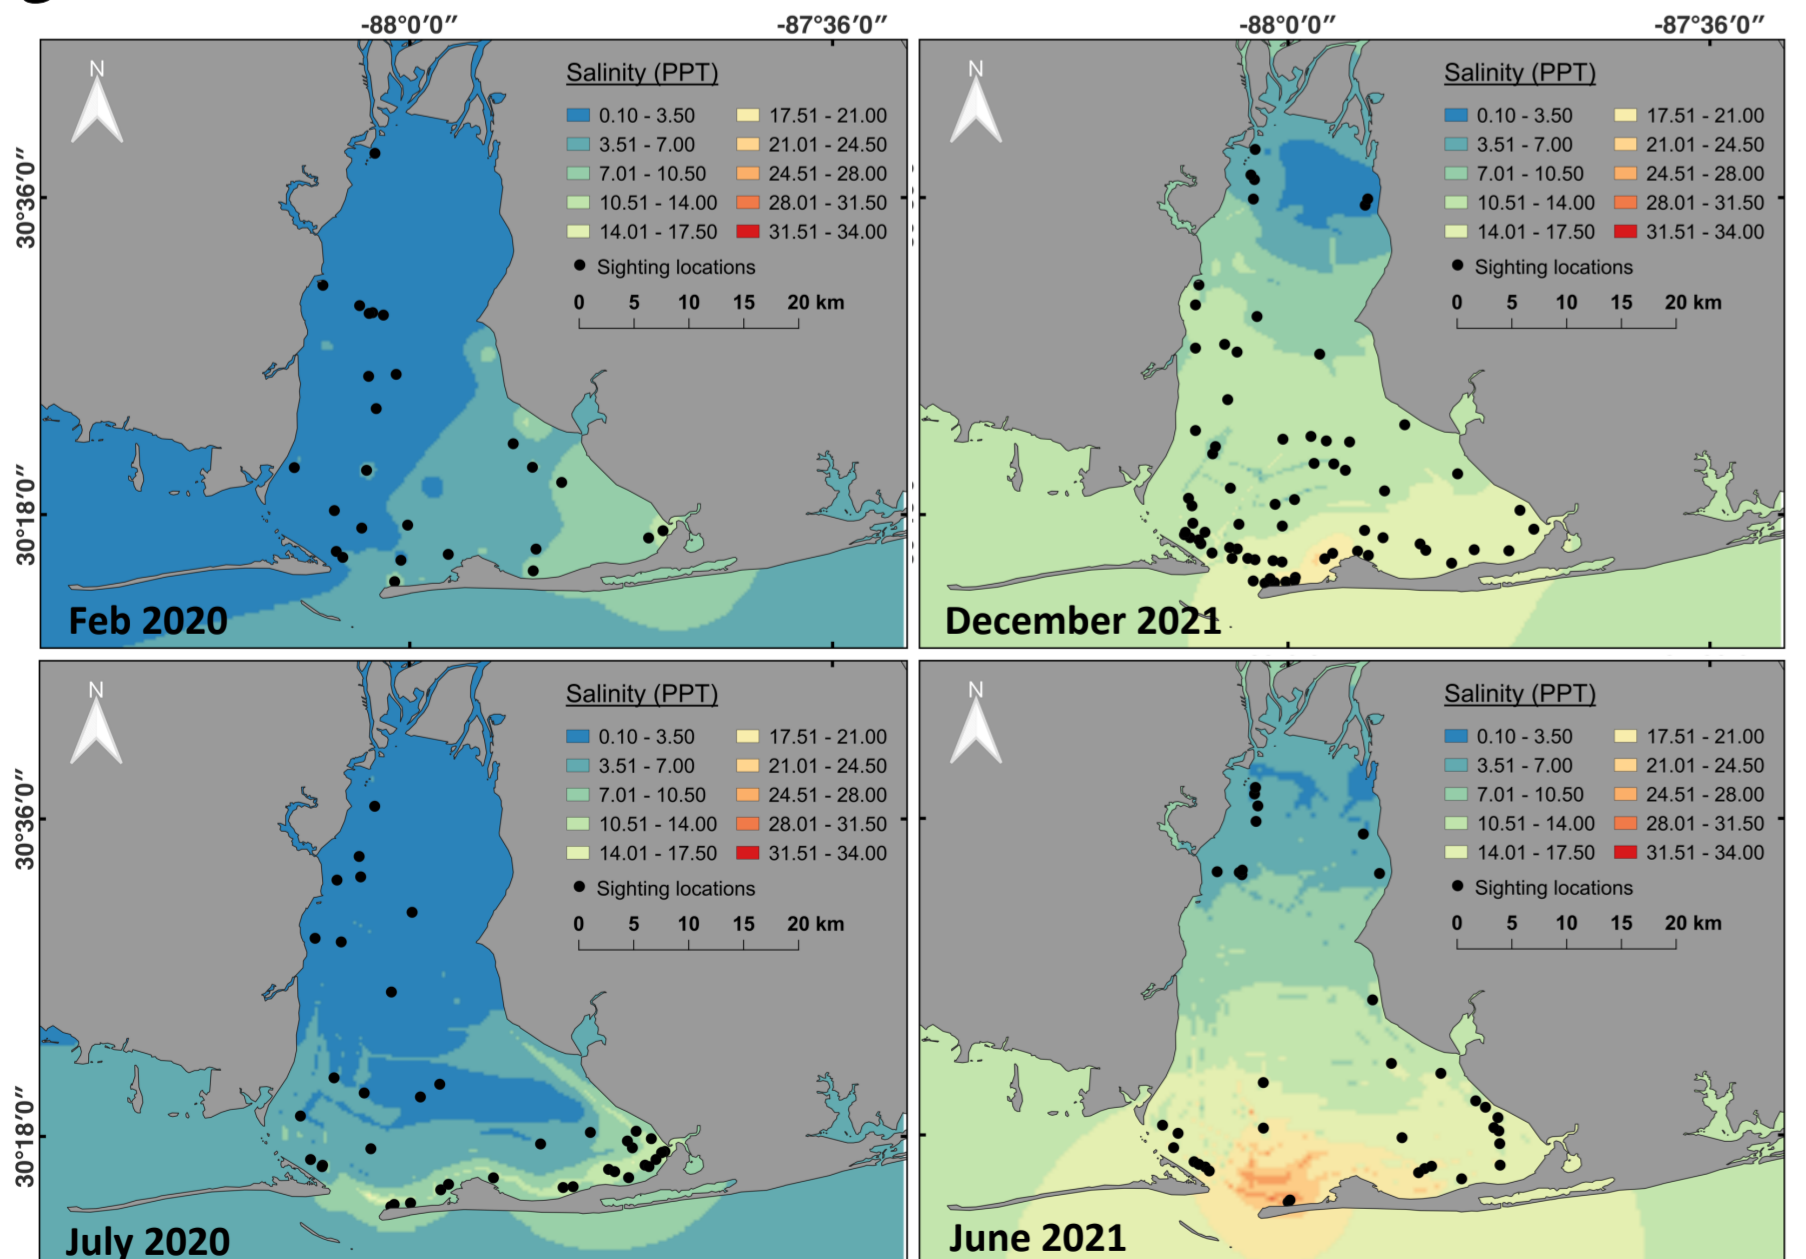 -88°0′0″
-87°36′0″
-88°0′0″
-87°36′0″
30°36′0″
30°18′0″
N
Salinity (PPT)
0.10 - 3.50
17.51 - 21.00
3.51 - 7.00
21.01 - 24.50
7.01 - 10.50
24.51 - 28.00
10.51 - 14.00
28.01 - 31.50
14.01 - 17.50
31.51 - 34.00
Sighting locations
0 5 10 15 20 km
Feb 2020
N
Salinity (PPT)
0.10 - 3.50
17.51 - 21.00
3.51 - 7.00
21.01 - 24.50
7.01 - 10.50
24.51 - 28.00
10.51 - 14.00
28.01 - 31.50
14.01 - 17.50
31.51 - 34.00
Sighting locations
0 5 10 15 20 km
December 2021
30°36′0″
30°18′0″
N
Salinity (PPT)
0.10 - 3.50
17.51 - 21.00
3.51 - 7.00
21.01 - 24.50
7.01 - 10.50
24.51 - 28.00
10.51 - 14.00
28.01 - 31.50
14.01 - 17.50
31.51 - 34.00
Sighting locations
0 5 10 15 20 km
July 2020
N
Salinity (PPT)
0.10 - 3.50
17.51 - 21.00
3.51 - 7.00
21.01 - 24.50
7.01 - 10.50
24.51 - 28.00
10.51 - 14.00
28.01 - 31.50
14.01 - 17.50
31.51 - 34.00
Sighting locations
0 5 10 15 20 km
June 2021